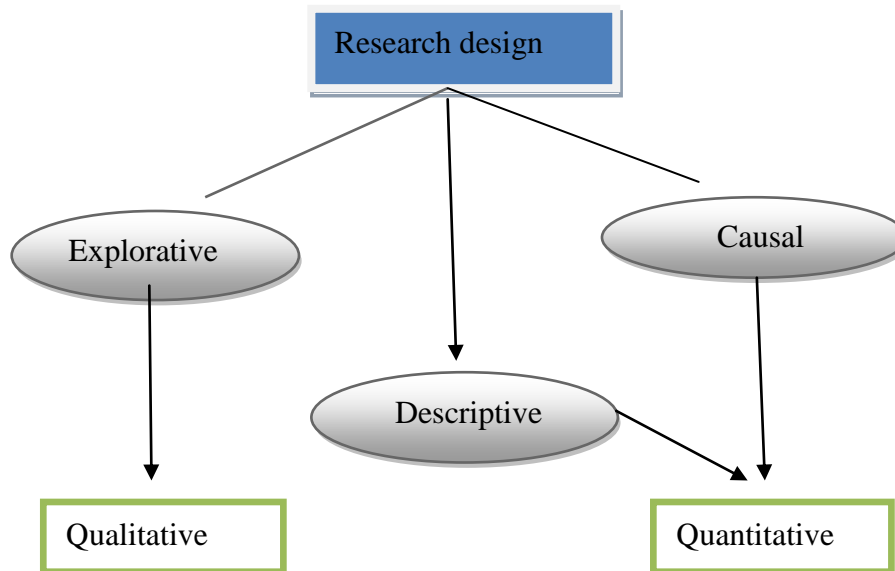 Research design
Explorative
Causal
Descriptive
Qualitative
Quantitative